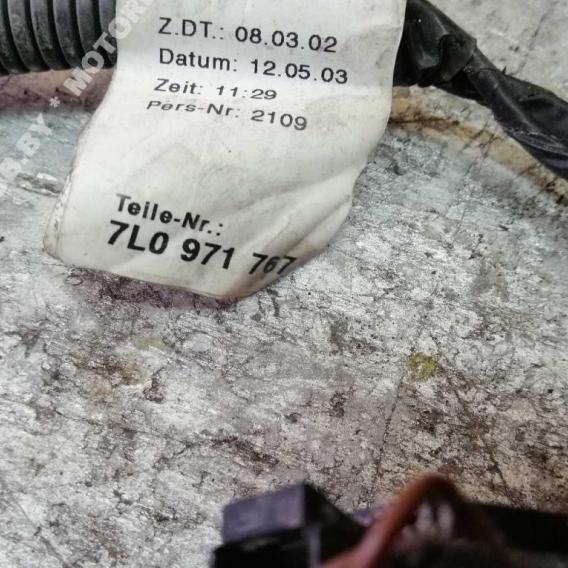 Z.DT.: 08.03.02
Datum: 12.05.03
Zeit: 11:29
Pers-Nr: 2109
Teile-Nr.:
7L0 971 767